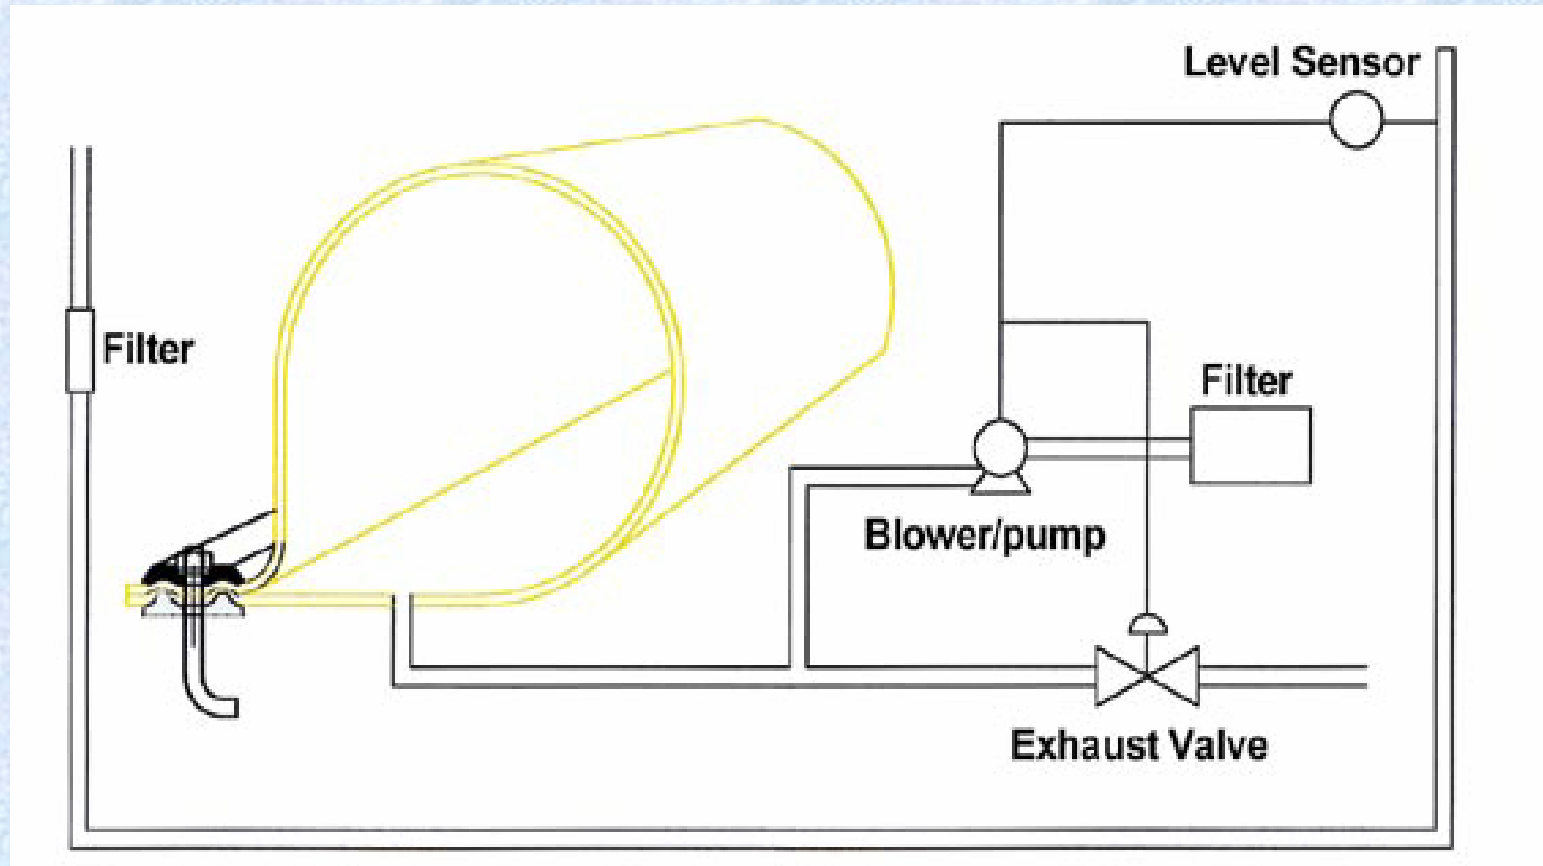 Level Sensor
Filter
Filter
Blower/pump
Exhaust Valve